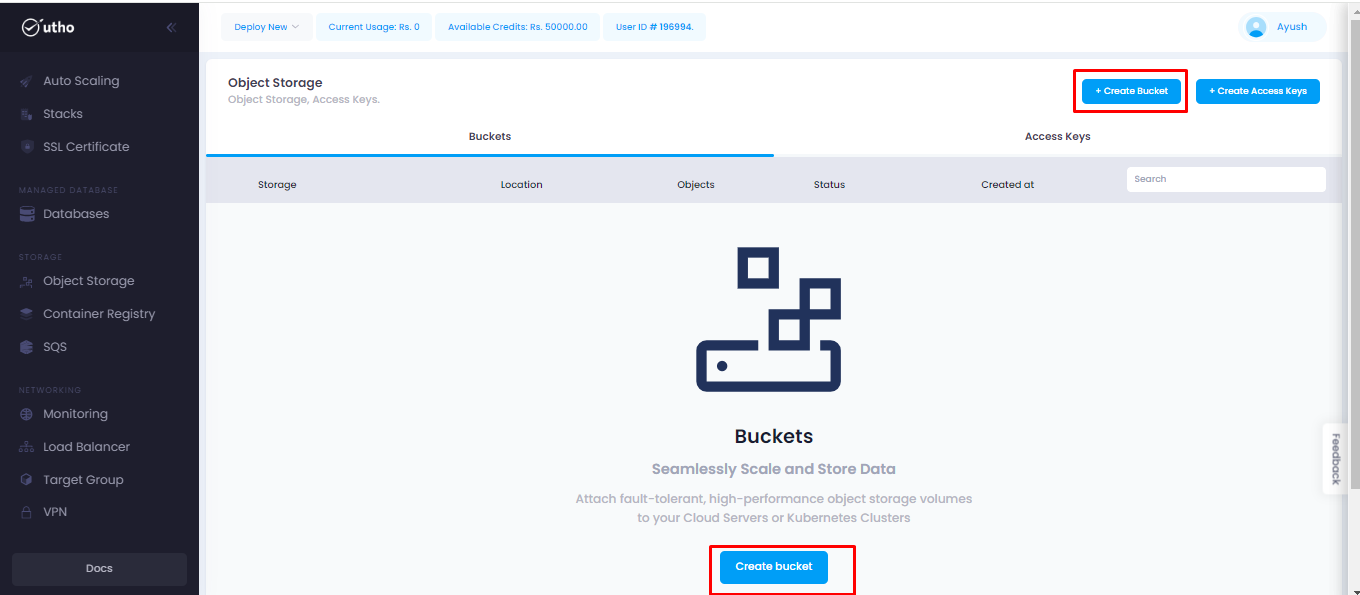 utho
Deploy New
Current Usage: Rs. 0
Available Credits: Rs. 50000.00
User ID # 196994.
Ayush
Auto Scaling
Stacks
SSL Certificate
MANAGED DATABASE
Databases
STORAGE
Object Storage
Container Registry
SQS
NETWORKING
Monitoring
Load Balancer
Target Group
VPN
Docs
Object Storage
Object Storage, Access Keys.
+ Create Bucket
+ Create Access Keys
Buckets
Access Keys
Storage
Location
Objects
Status
Created at
Search
Buckets
Seamlessly Scale and Store Data
Attach fault-tolerant, high-performance object storage volumes
to your Cloud Servers or Kubernetes Clusters
Create bucket
Feedback